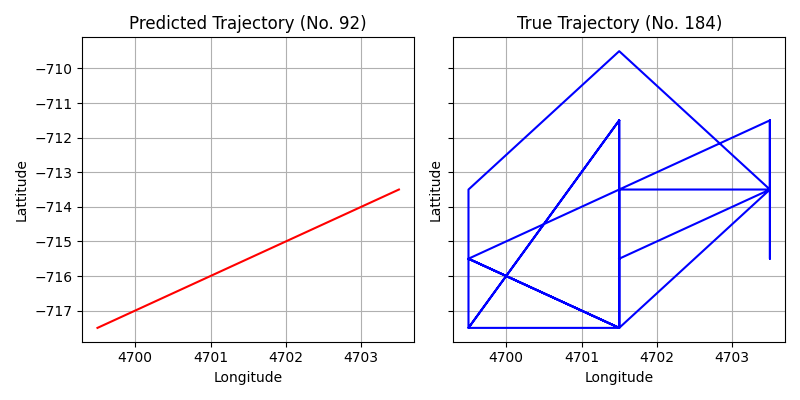 Predicted Trajectory (No. 92)
True Trajectory (No. 184)
−710
−711
−712
−713
−714
−715
−716
−717
Lattitude
Lattitude
4700 4701 4702 4703
4700 4701 4702 4703
Longitude
Longitude